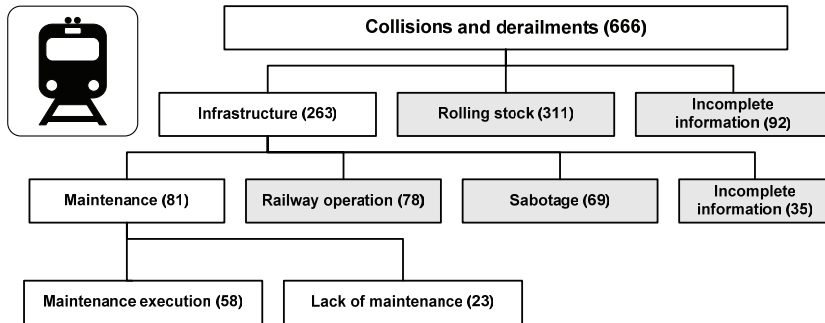 Collisions and derailments (666)
Infrastructure (263)
Rolling stock (311)
Incomplete
information (92)
Maintenance (81)
Railway operation (78)
Sabotage (69)
Incomplete
information (35)
Maintenance execution (58)
Lack of maintenance (23)